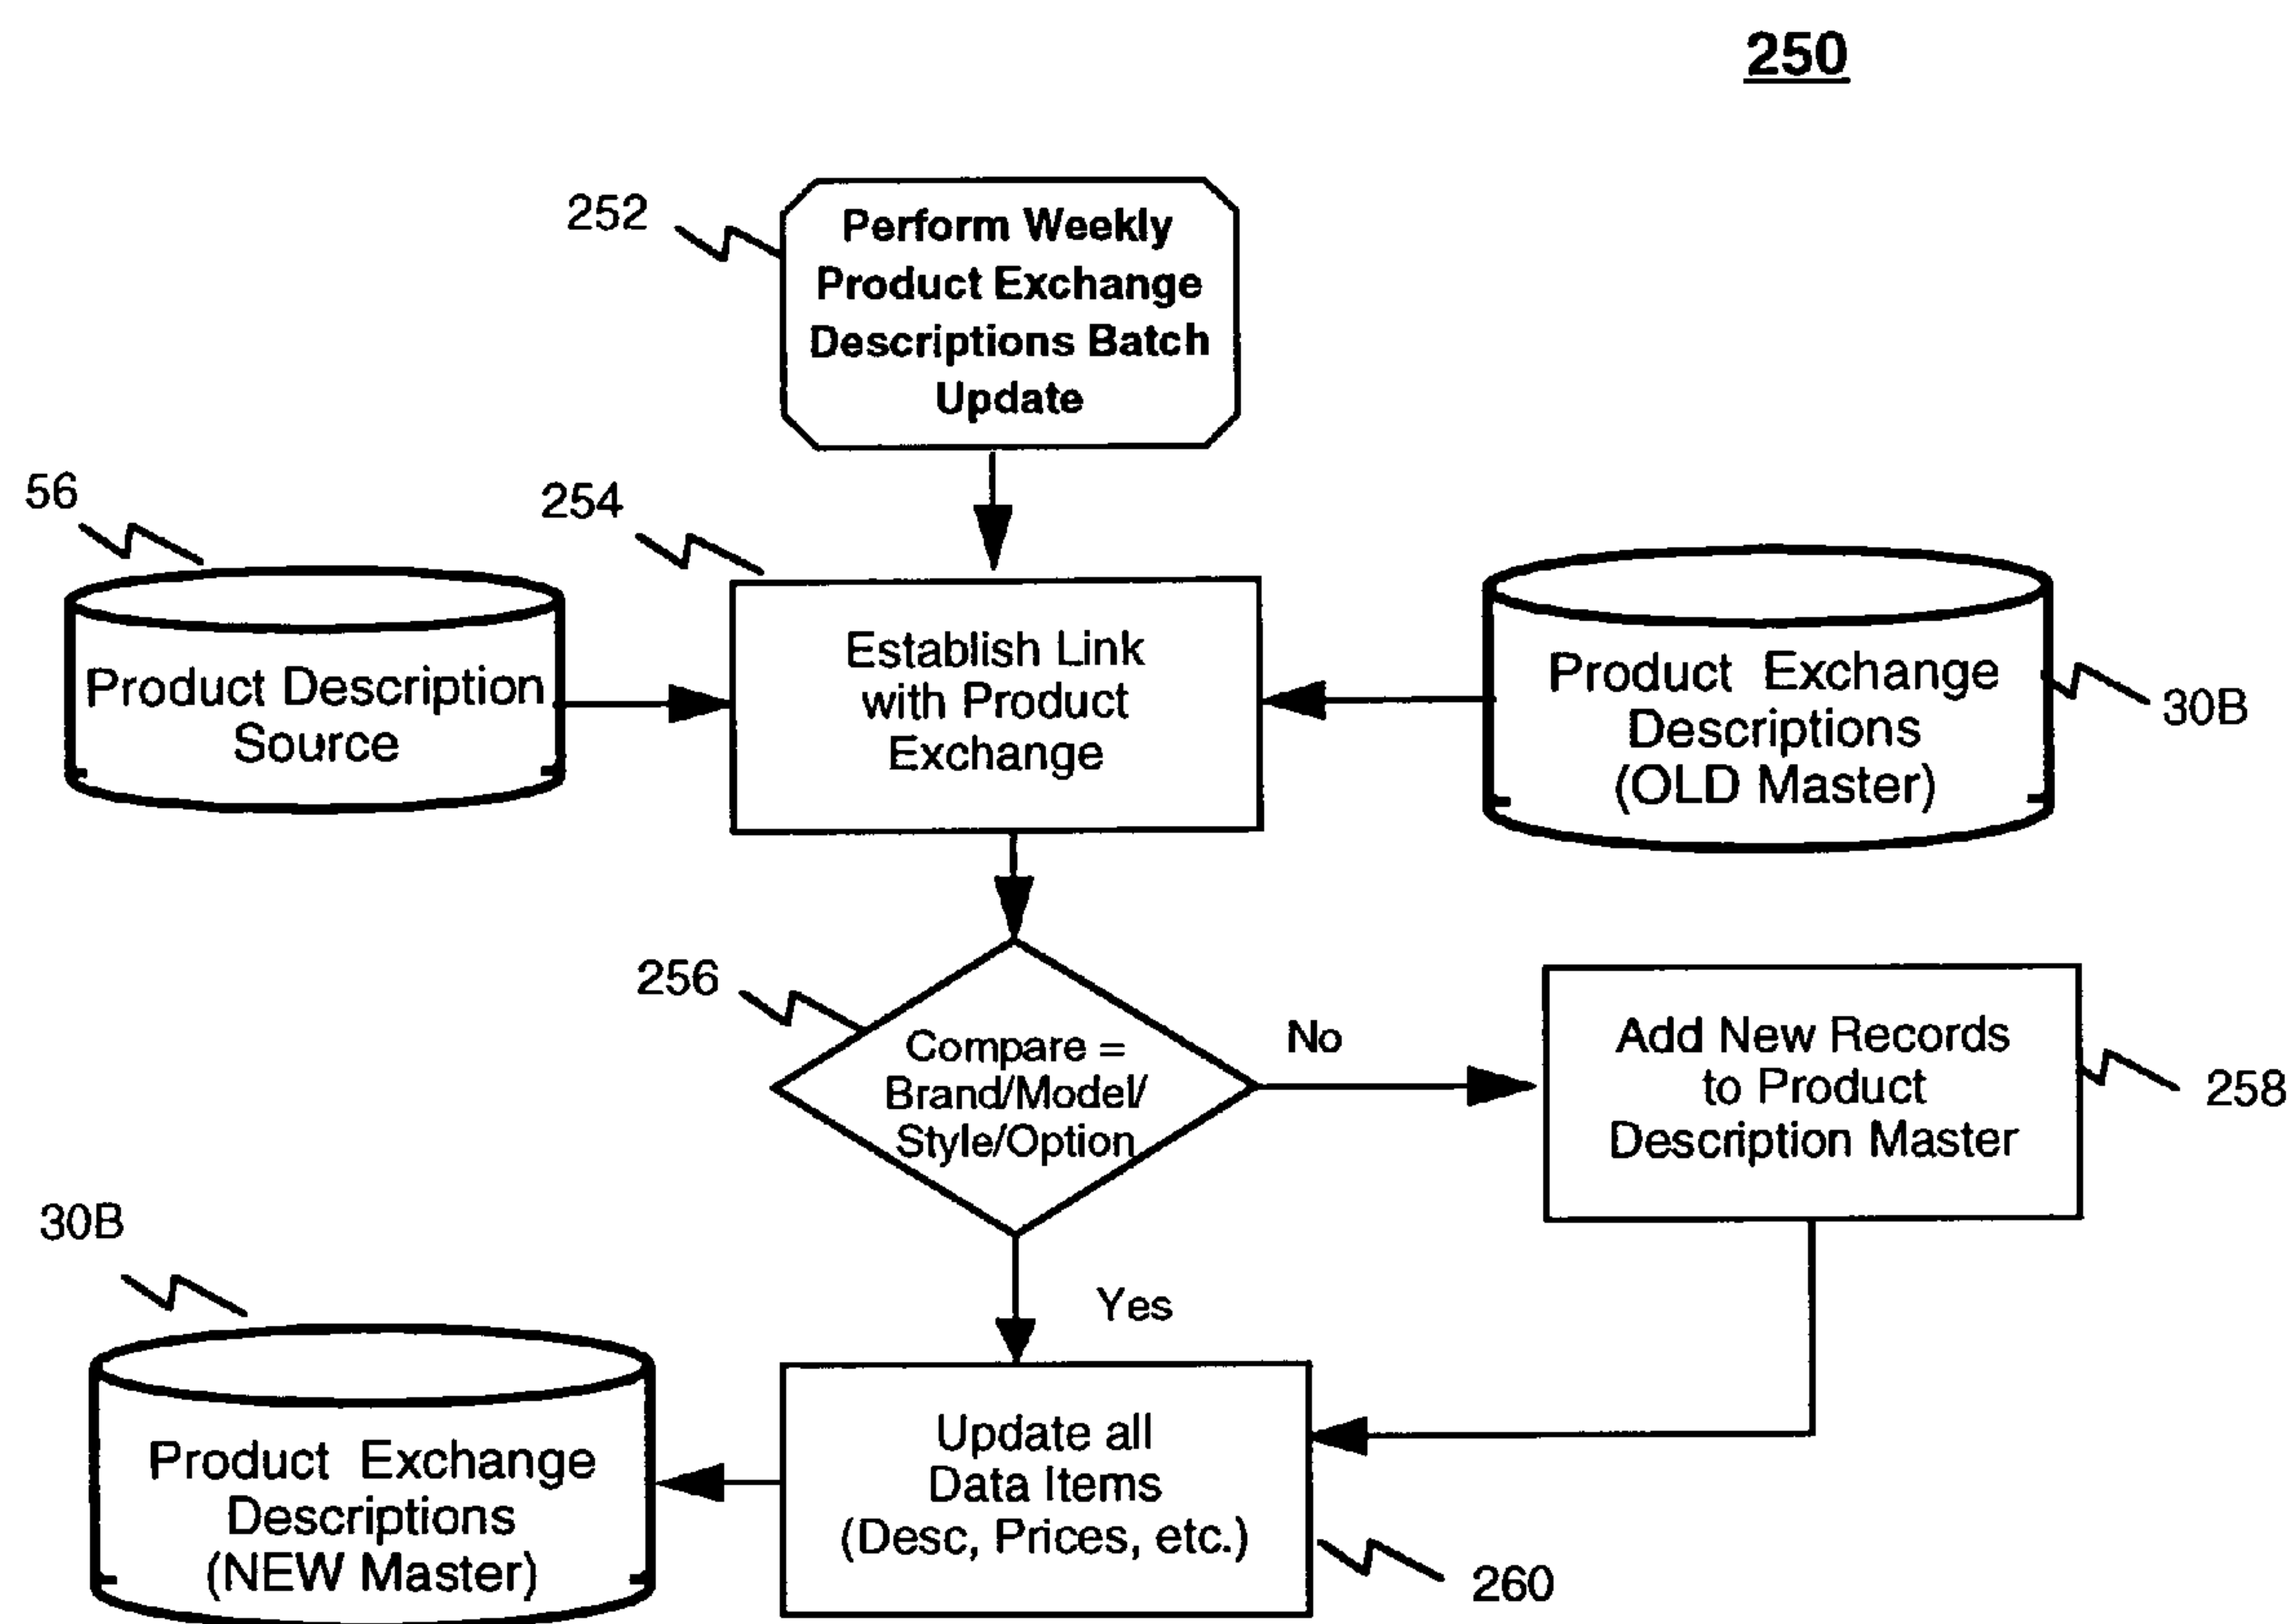 250
252
Perform Weekly
Product Exchange
Descriptions Batch
Update
56
254
Product Description
Source
Establish Link
with Product
Exchange
Product Exchange
Descriptions
(OLD Master)
30B
256
Compare =
Brand/Model/
Style/Option
No
Add New Records
to Product
Description Master
258
Yes
30B
Product Exchange
Descriptions
(NEW Master)
Update all
Data Items
(Desc, Prices, etc.)
260